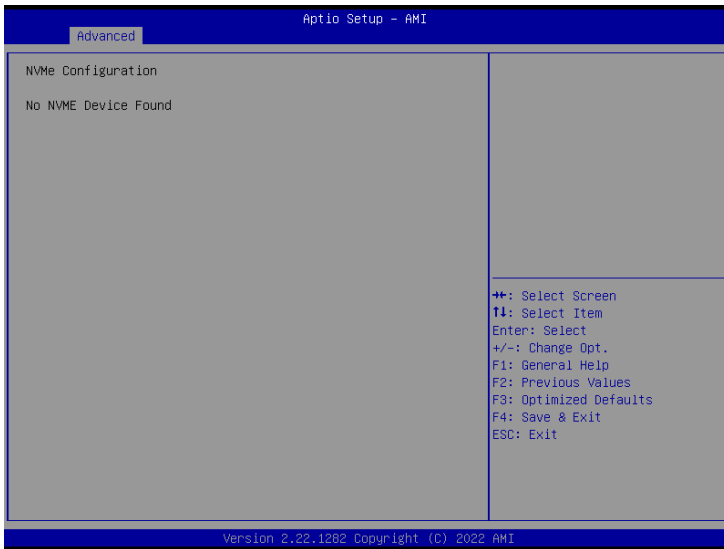 Aptio Setup – AMI
Advanced
NVMe Configuration
No NVME Device Found
→←: Select Screen
↑↓: Select Item
Enter: Select
+/-: Change Opt.
F1: General Help
F2: Previous Values
F3: Optimized Defaults
F4: Save & Exit
ESC: Exit
Version 2.22.1282 Copyright (C) 2022 AMI